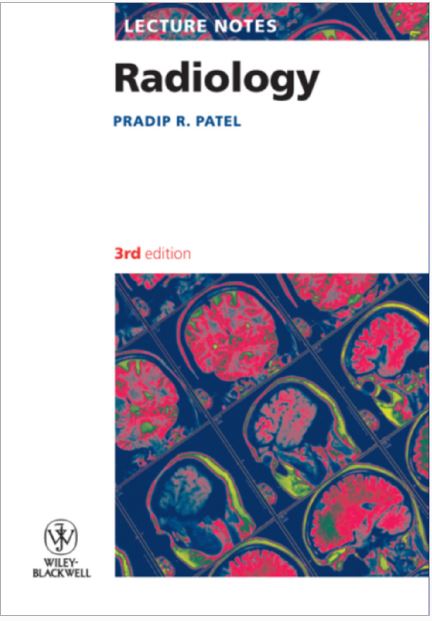 LECTURE NOTES
Radiology
PRADIP R. PATEL
3rd edition
WILEY-
BLACKWELL